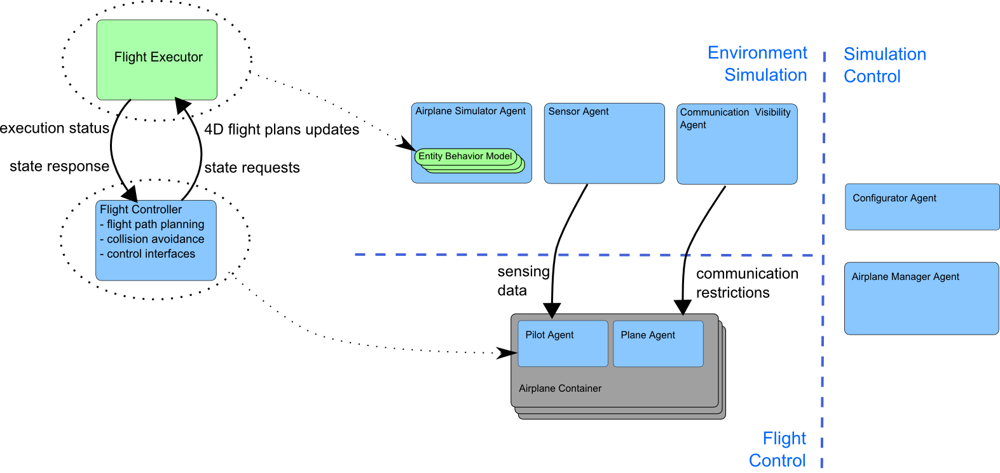 Flight Executor
execution status
4D flight plans updates
state response
state requests
Flight Controller
- flight path planning
- collision avoidance
- control interfaces
Environment
Simulation
Simulation
Control
Airplane Simulator Agent
Entity Behavior Model
Sensor Agent
Communication Visibility
Agent
Configurator Agent
Airplane Manager Agent
sensing
data
communication
restrictions
Pilot Agent
Plane Agent
Airplane Container
Flight
Control